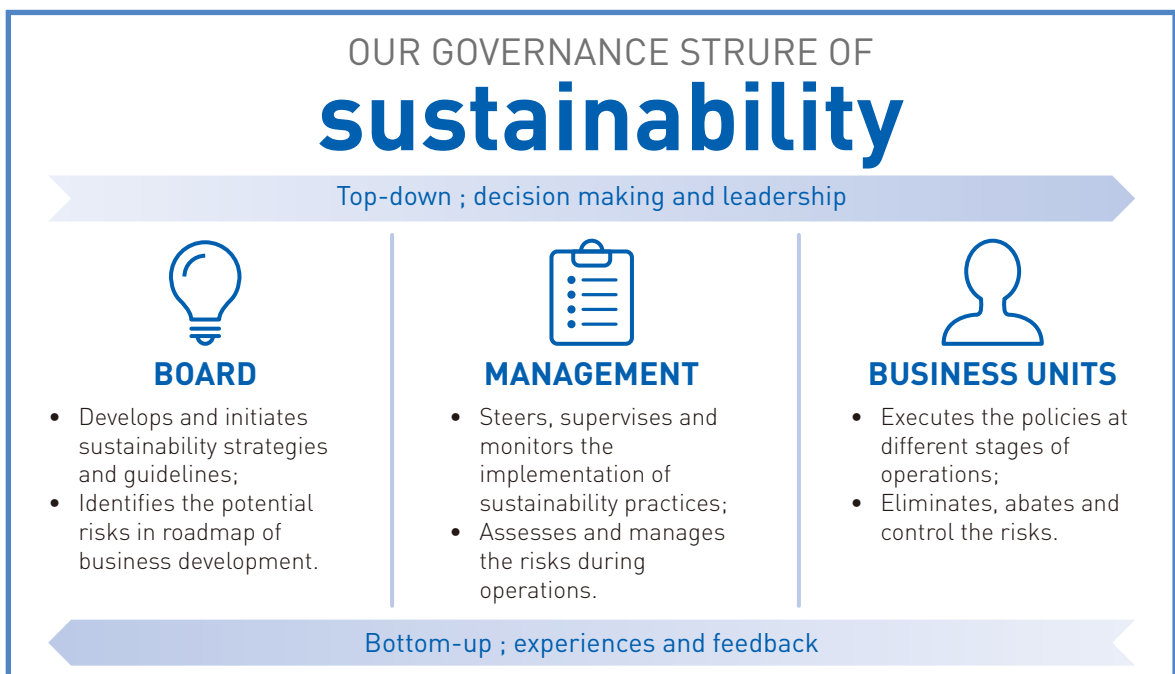 OUR GOVERNANCE STRURE OF
sustainability
Top-down ; decision making and leadership
BOARD
• Develops and initiates
sustainability strategies
and guidelines;
• Identifies the potential
risks in roadmap of
business development.
MANAGEMENT
• Steers, supervises and
monitors the
implementation of
sustainability practices;
• Assesses and manages
the risks during
operations.
BUSINESS UNITS
• Executes the policies at
different stages of
operations;
• Eliminates, abates and
control the risks.
Bottom-up ; experiences and feedback